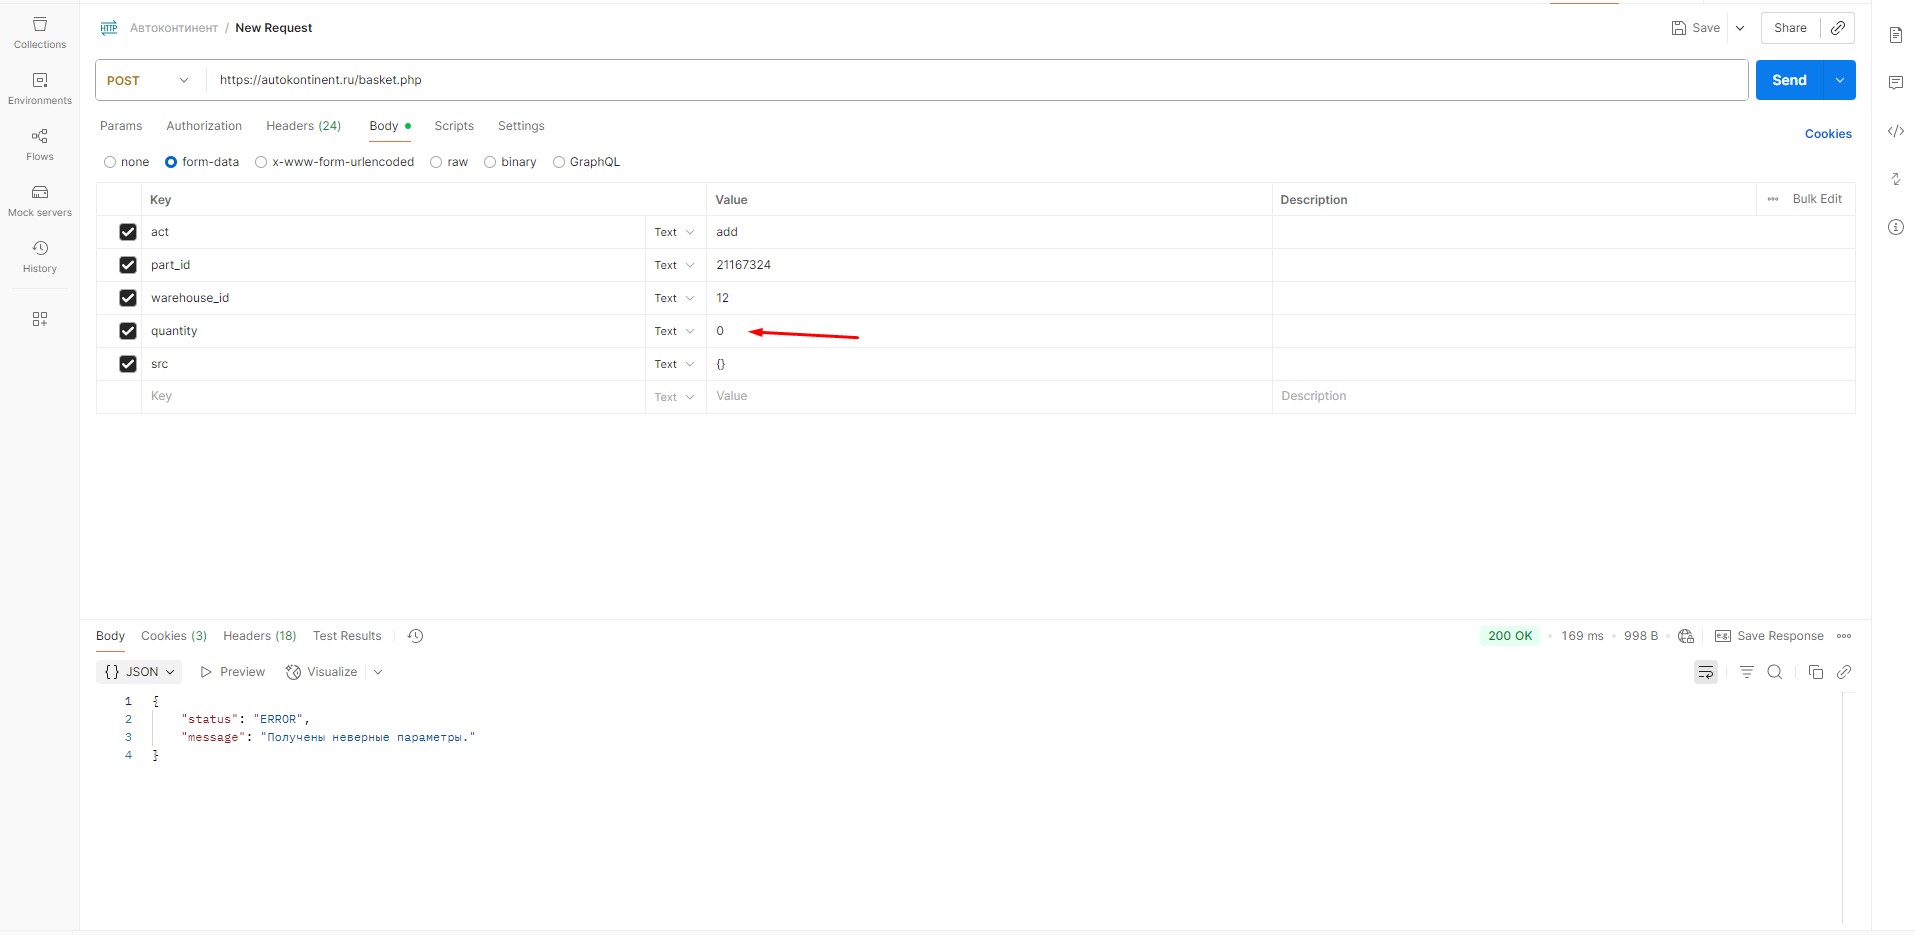 Collections
Environments
Flows
Mock servers
History
HTTP Автоконтинент / New Request
Save
Share
POST https://autokontinent.ru/basket.php
Send
Params Authorization Headers (24) Body Scripts Settings
Cookies
none form-data x-www-form-urlencoded raw binary GraphQL
Key Value Description ••• Bulk Edit
act Text add
part_id Text 21167324
warehouse_id Text 12
quantity Text 0
src Text {}
Key Text Value Description
Body Cookies (3) Headers (18) Test Results
200 OK • 169 ms • 998 B • e.g. Save Response •••
{} JSON Preview Visualize
1 {
2 "status": "ERROR",
3 "message": "Получены неверные параметры."
4 }